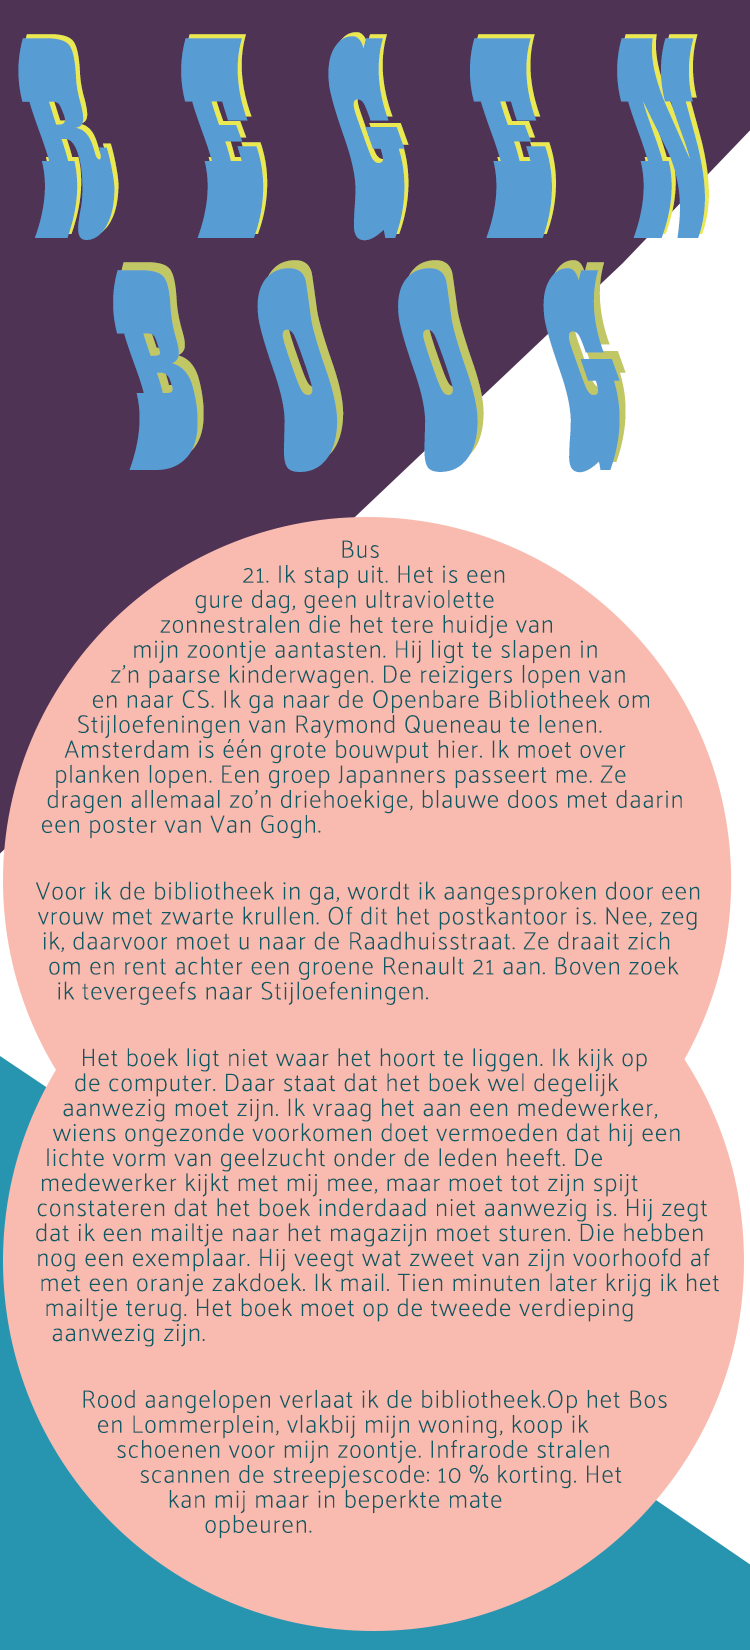 REGEN
BOOG
Bus
21. Ik stap uit. Het is een
gure dag, geen ultraviolette
zonnestralen die het tere huidje van
mijn zoontje aantasten. Hij ligt te slapen in
z'n paarse kinderwagen. De reizigers lopen van
en naar CS. Ik ga naar de Openbare Bibliotheek om
Stijloefeningen van Raymond Queneau te lenen.
Amsterdam is één grote bouwput hier. Ik moet over
planken lopen. Een groep Japanners passeert me. Ze
dragen allemaal zo'n driehoekige, blauwe doos met daarin
een poster van Van Gogh.
Voor ik de bibliotheek in ga, wordt ik aangesproken door een
vrouw met zwarte krullen. Of dit het postkantoor is. Nee, zeg
ik, daarvoor moet u naar de Raadhuisstraat. Ze draait zich
om en rent achter een groene Renault 21 aan. Boven zoek
ik tevergeefs naar Stijloefeningen.
Het boek ligt niet waar het hoort te liggen. Ik kijk op
de computer. Daar staat dat het boek wel degelijk
aanwezig moet zijn. Ik vraag het aan een medewerker,
wiens ongezonde voorkomen doet vermoeden dat hij een
lichte vorm van geelzucht onder de leden heeft. De
medewerker kijkt met mij mee, maar moet tot zijn spijt
constateren dat het boek inderdaad niet aanwezig is. Hij zegt
dat ik een mailtje naar het magazijn moet sturen. Die hebben
nog een exemplaar. Hij veegt wat zweet van zijn voorhoofd af
met een oranje zakdoek. Ik mail. Tien minuten later krijg ik het
mailtje terug. Het boek moet op de tweede verdieping
aanwezig zijn.
Rood aangelopen verlaat ik de bibliotheek.Op het Bos
en Lommerplein, vlakbij mijn woning, koop ik
schoenen voor mijn zoontje. Infrarode stralen
scannen de streepjescode: 10 % korting. Het
kan mij maar in beperkte mate
opbeuren.